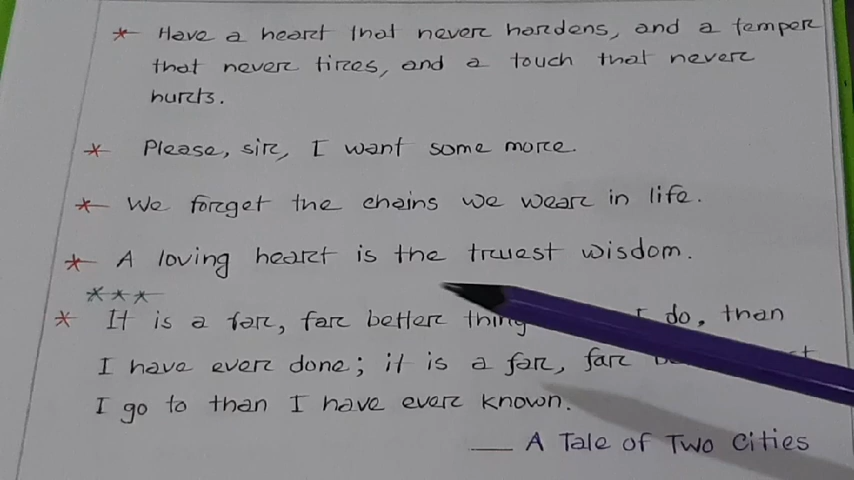 * Have a heart that never hardens, and a temper
that never tires, and a touch that never
hurts.
* Please, sir, I want some more.
* We forget the chains we wear in life.
* A loving heart is the truest wisdom.
***
* It is a far, far better thing I do, than
I have ever done; it is a far, far
I go to than I have ever known.
— A Tale of Two Cities